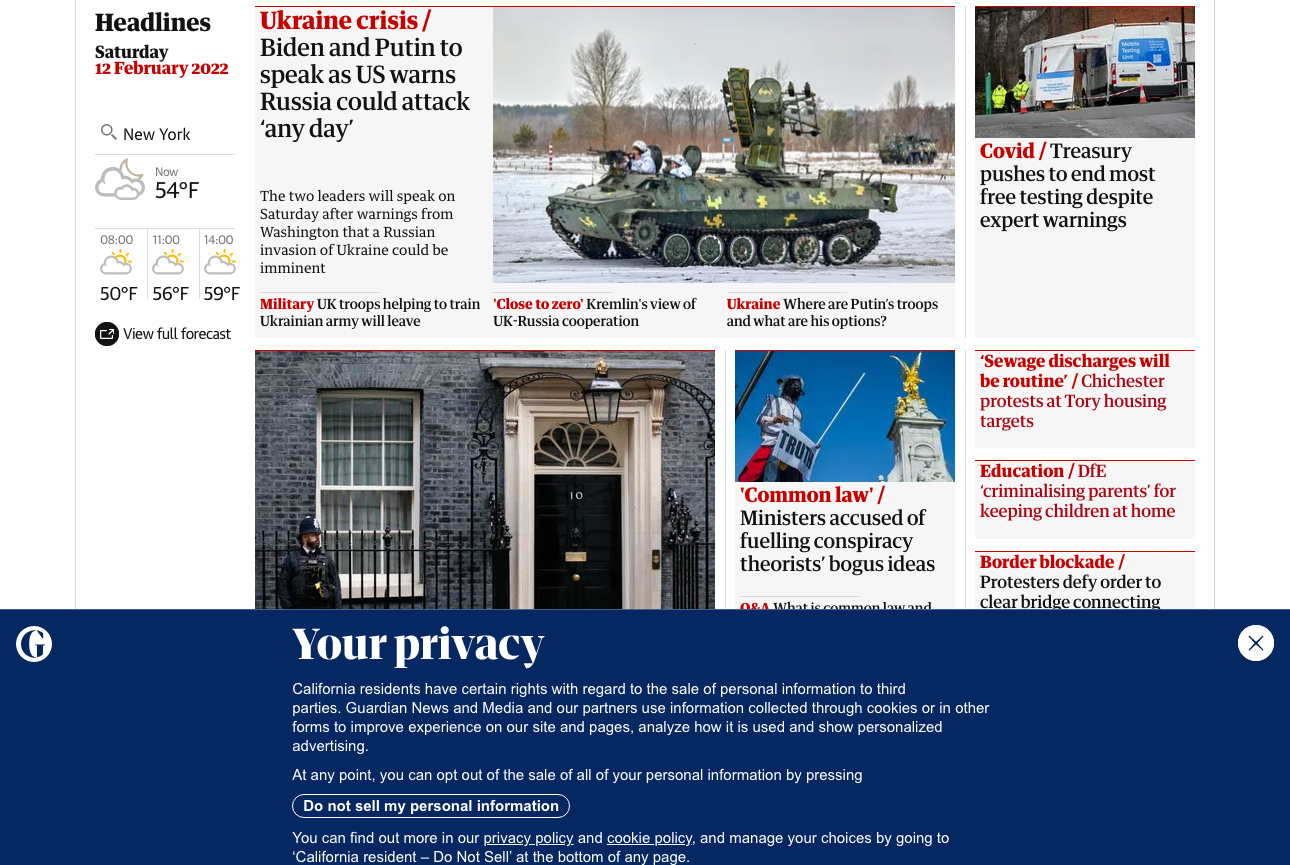 Headlines
Saturday
12 February 2022
New York
Now
54°F
08:00
11:00
14:00
50°F
56°F
59°F
View full forecast
Ukraine crisis /
Biden and Putin to
speak as US warns
Russia could attack
‘any day’
The two leaders will speak on
Saturday after warnings from
Washington that a Russian
invasion of Ukraine could be
imminent
Military UK troops helping to train
Ukrainian army will leave
'Close to zero' Kremlin's view of
UK-Russia cooperation
Ukraine Where are Putin’s troops
and what are his options?
Mobile
Testing
Unit
Covid / Treasury
pushes to end most
free testing despite
expert warnings
10
TRUTH
'Common law' /
Ministers accused of
fuelling conspiracy
theorists’ bogus ideas
Q&A What is common law and
‘Sewage discharges will
be routine’ / Chichester
protests at Tory housing
targets
Education / DfE
‘criminalising parents’ for
keeping children at home
Border blockade /
Protesters defy order to
clear bridge connecting
G
Your privacy
California residents have certain rights with regard to the sale of personal information to third
parties. Guardian News and Media and our partners use information collected through cookies or in other
forms to improve experience on our site and pages, analyze how it is used and show personalized
advertising.
At any point, you can opt out of the sale of all of your personal information by pressing
Do not sell my personal information
You can find out more in our privacy policy and cookie policy, and manage your choices by going to
‘California resident – Do Not Sell’ at the bottom of any page.